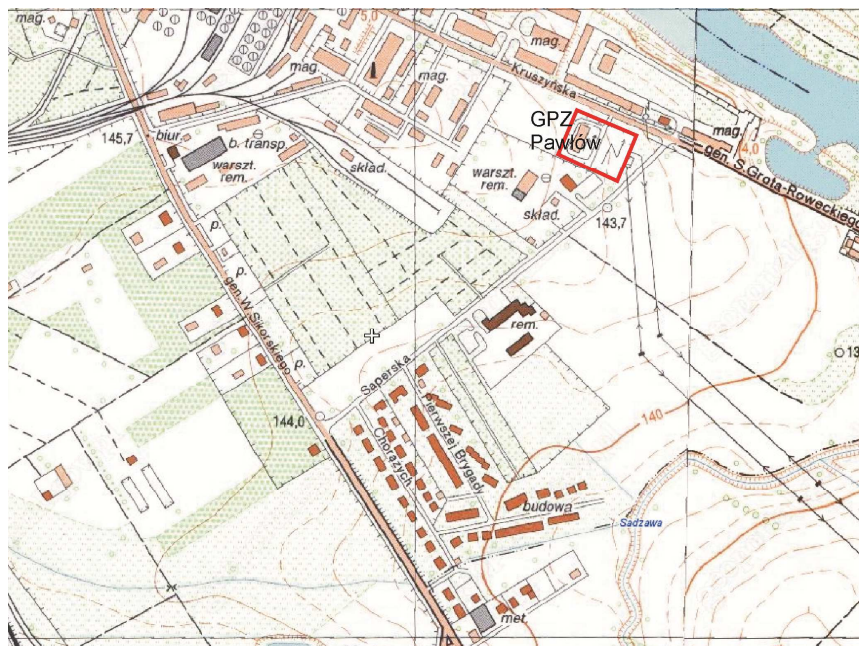 mag.
5,0
mag.
mag.
mag.
Kruszyńska
GPZ
Pawłów
mag.
4,0
gen. S. Grota-Roweckiego
145,7
biur.
b. transp.
warszt.
rem.
skład.
warszt.
rem.
skład.
143,7
p.
p.
gen. W. Sikorskiego
p.
rem.
13
Saperska
144,0
140
Chorążych
Pierwszej Brygady
budowa
Sadzawa
met.